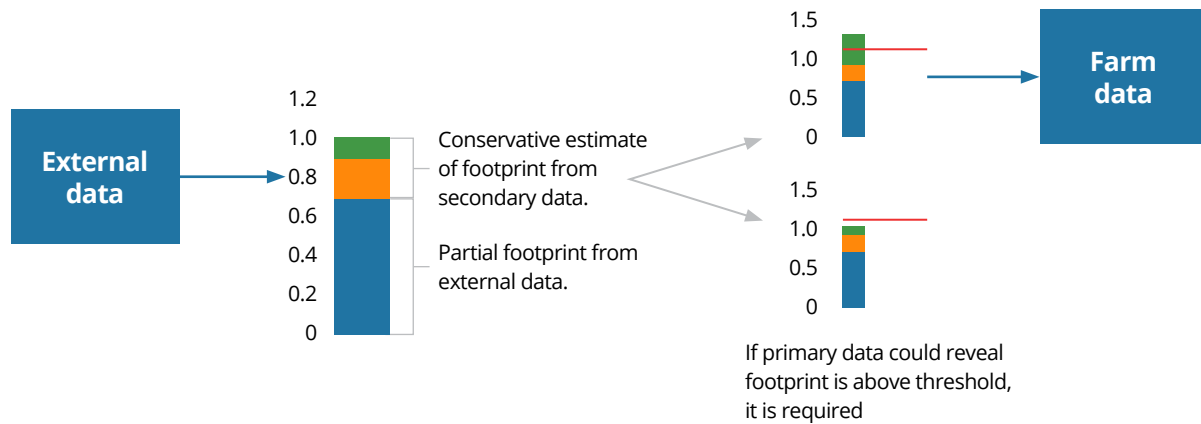 External
data
1.2
1.0
0.8
0.6
0.4
0.2
0
Conservative estimate
of footprint from
secondary data.
Partial footprint from
external data.
1.5
1.0
0.5
0
1.5
1.0
0.5
0
If primary data could reveal
footprint is above threshold,
it is required
Farm
data